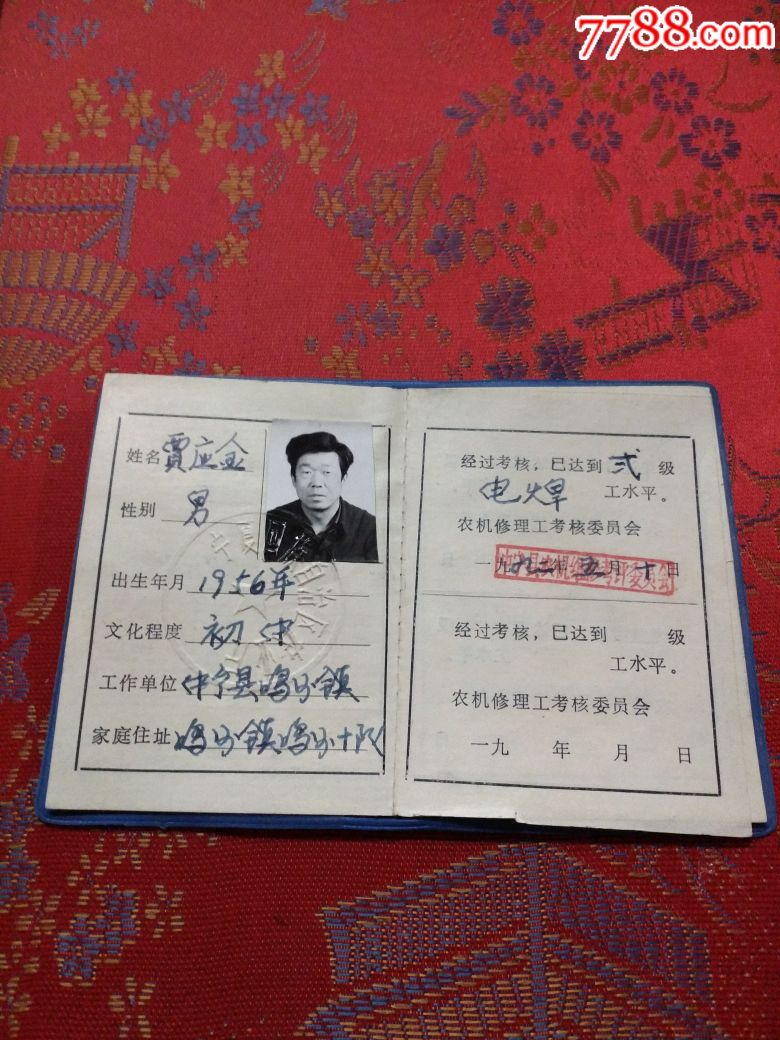 7788.com
姓名 贾应金
性别 男
出生年月 1956年
文化程度 初中
工作单位 中宁县鸣沙镇
家庭住址 鸣沙镇鸣沙十队
经过考核，已达到 弍 级
电焊 工水平。
农机修理工考核委员会
一九九二年五月十日
经过考核，已达到 级
工水平。
农机修理工考核委员会
一九 年 月 日